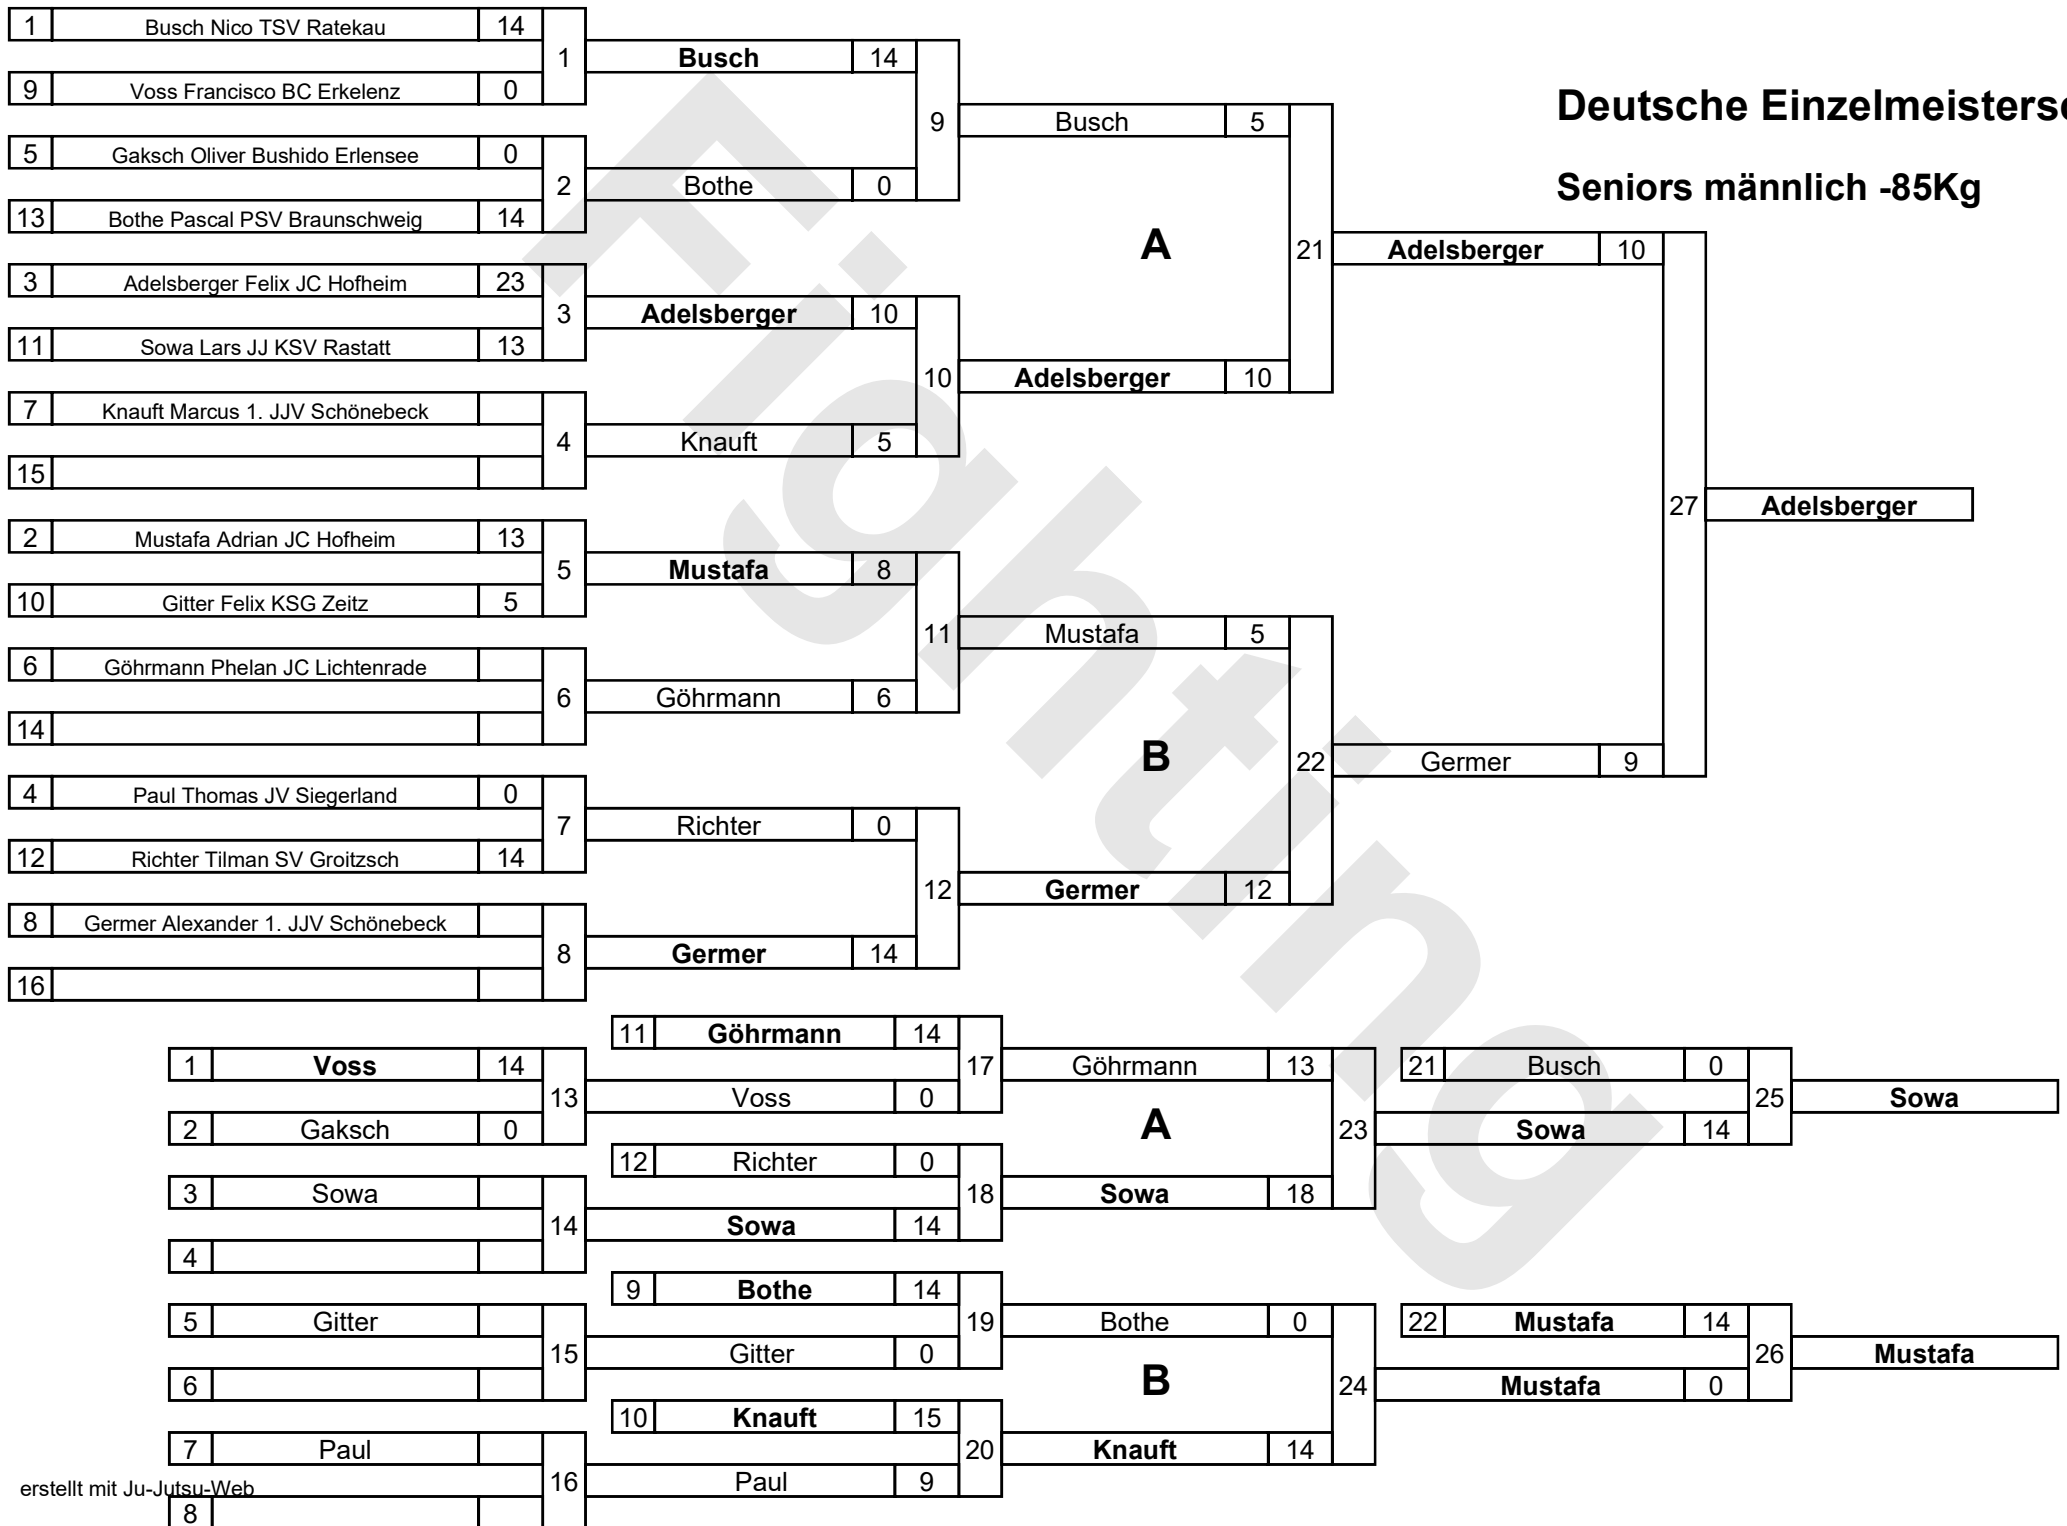 Deutsche Einzelmeistersc
Seniors männlich -85Kg
1 Busch Nico TSV Ratekau 14
1
Busch 14
9 Voss Francisco BC Erkelenz 0
9
Busch 5
5 Gaksch Oliver Bushido Erlensee 0
2
Bothe 0
13 Bothe Pascal PSV Braunschweig 14
A
21
Adelsberger 10
3 Adelsberger Felix JC Hofheim 23
3
Adelsberger 10
11 Sowa Lars JJ KSV Rastatt 13
10
Adelsberger 10
7 Knauft Marcus 1. JJV Schönebeck
4
Knauft 5
15
27
Adelsberger
2 Mustafa Adrian JC Hofheim 13
5
Mustafa 8
10 Gitter Felix KSG Zeitz 5
11
Mustafa 5
6 Göhrmann Phelan JC Lichtenrade
6
Göhrmann 6
14
B
22
Germer 9
4 Paul Thomas JV Siegerland 0
7
Richter 0
12 Richter Tilman SV Groitzsch 14
12
Germer 12
8 Germer Alexander 1. JJV Schönebeck
8
Germer 14
16
11 Göhrmann 14
1 Voss 14
17
Göhrmann 13
21 Busch 0
13
Voss 0
25
Sowa
2 Gaksch 0
A
23
Sowa 14
12 Richter 0
3 Sowa
18
Sowa 18
14
Sowa 14
4
9 Bothe 14
5 Gitter
19
Bothe 0
22 Mustafa 14
15
Gitter 0
26
Mustafa
6
B
24
Mustafa 0
10 Knauft 15
7 Paul
20
Knauft 14
16
Paul 9
erstellt mit Ju-Jutsu-Web
8
Fighting